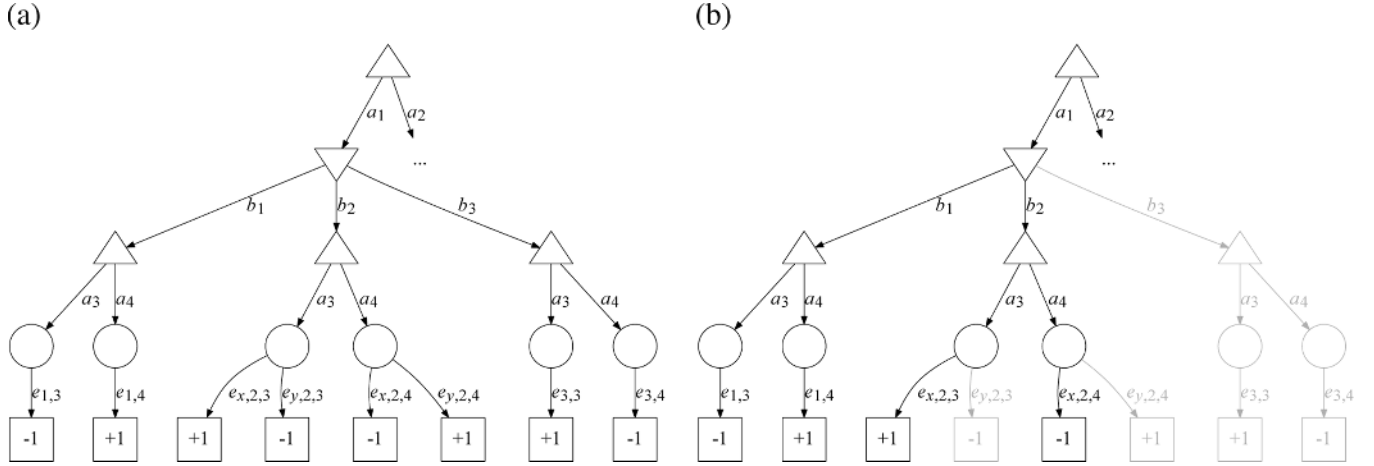 (a) (b)
a1 a2 a1 a2
... ...
b1 b2 b3 b1 b2 b3
a3 a4 a3 a4 a3 a4 a3 a4 a3 a4 a3 a4
e1,3 e1,4 ex,2,3 ey,2,3 ex,2,4 ey,2,4 e3,3 e3,4 e1,3 e1,4 ex,2,3 ey,2,3 ex,2,4 ey,2,4 e3,3 e3,4
-1 +1 +1 -1 -1 +1 +1 -1 -1 +1 +1 -1 -1 +1 +1 -1